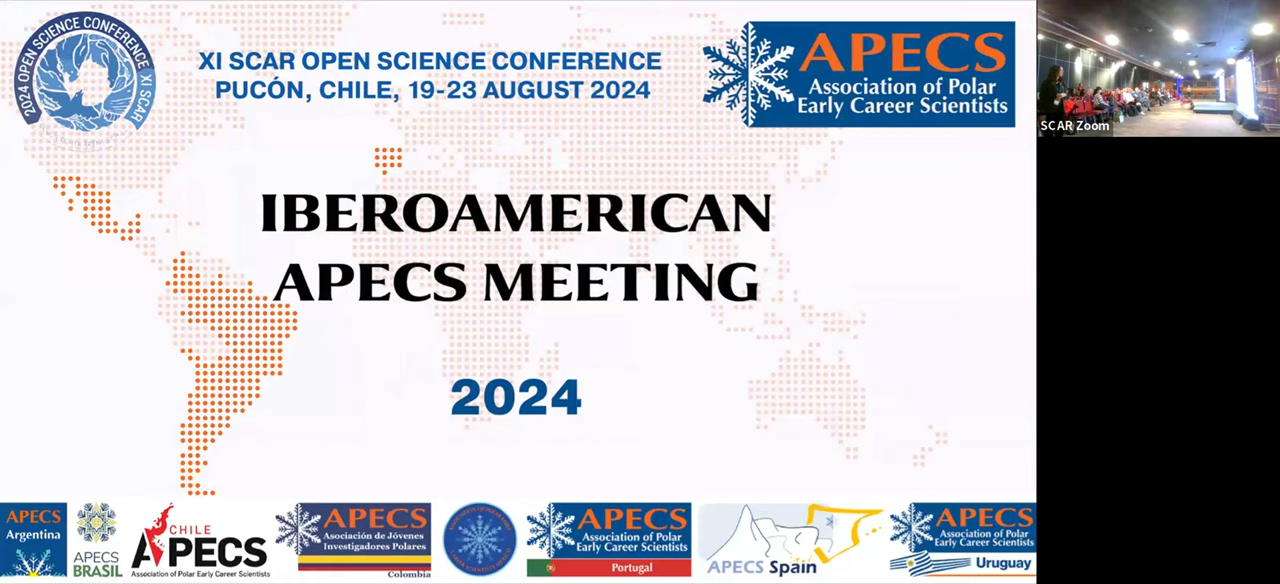 2024 OPEN SCIENCE CONFERENCE XI SCAR
XI SCAR OPEN SCIENCE CONFERENCE
PUCÓN, CHILE, 19-23 AUGUST 2024
APECS
Association of Polar
Early Career Scientists
SCAR Zoom
IBEROAMERICAN
APECS MEETING
2024
APECS
Argentina
APECS
BRASIL
CHILE
APECS
Association of Polar Early Career Scientists
APECS
Asociación de Jóvenes
Investigadores Polares
Colombia
APECS
Association of Polar
Early Career Scientists
Portugal
APECS Spain
APECS
Association of Polar
Early Career Scientists
Uruguay